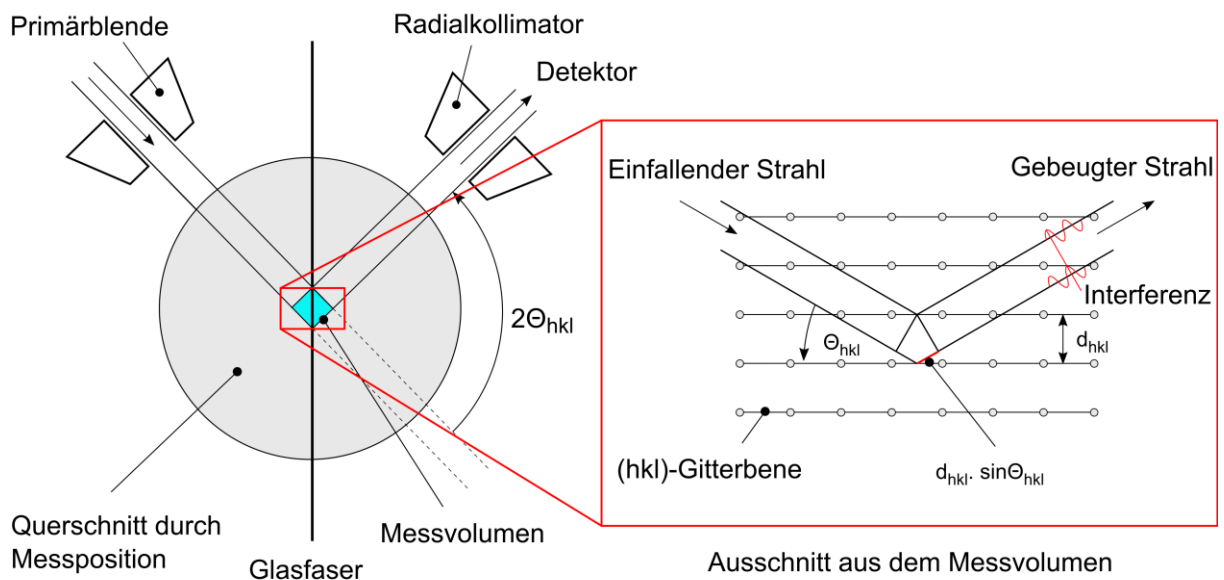 Primärblende
Radialkollimator
Detektor
2Θhkl
Querschnitt durch
Messposition
Glasfaser
Messvolumen
Einfallender Strahl
Gebeugter Strahl
Interferenz
Θhkl
dhkl
(hkl)-Gitterbene
dhkl. sinΘhkl
Ausschnitt aus dem Messvolumen